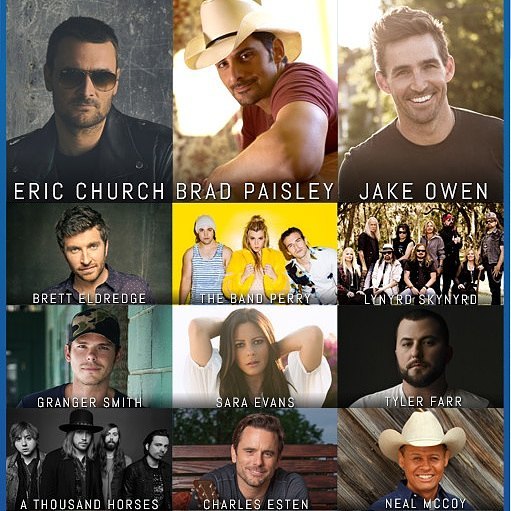 ERIC CHURCH BRAD PAISLEY JAKE OWEN
BRETT ELDREDGE THE BAND PERRY LYNYRD SKYNYRD
GRANGER SMITH SARA EVANS TYLER FARR
A THOUSAND HORSES CHARLES ESTEN NEAL MCCOY